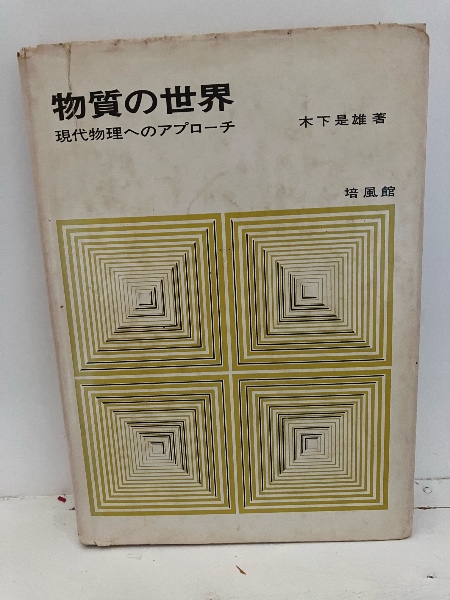 物質の世界
現代物理へのアプローチ
木下是雄 著
培風館